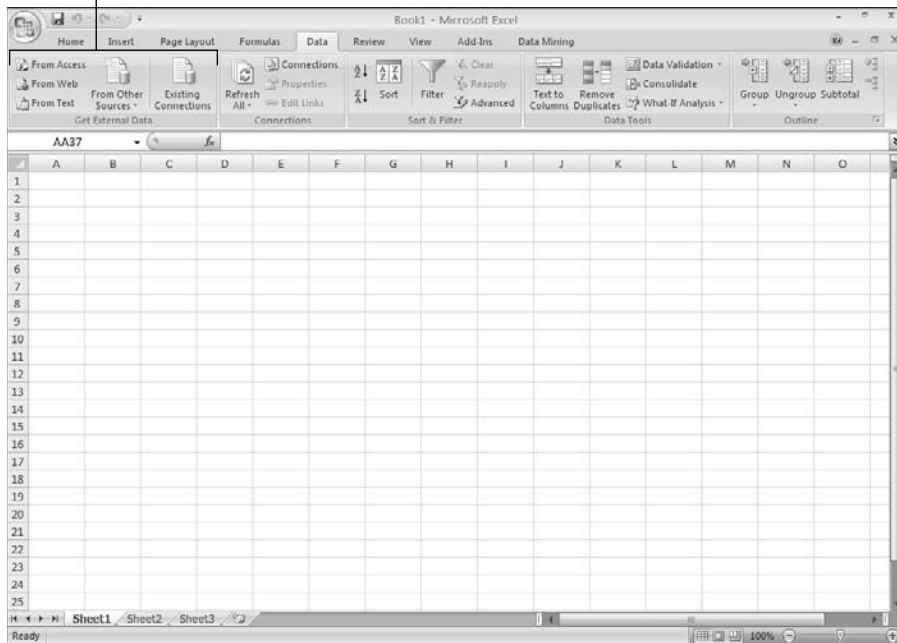 Book1 - Microsoft Excel
Home Insert Page Layout Formulas Data Review View Add-Ins Data Mining
From Access
From Web
From Text
From Other Sources
Existing Connections
Get External Data
Refresh All
Connections
Properties
Edit Links
Connections
A Z
Z A
A Z
Z A
Sort
Filter
Clear
Reapply
Advanced
Sort & Filter
Text to Columns
Remove Duplicates
Data Validation
Consolidate
What-If Analysis
Data Tools
Group
Ungroup
Subtotal
Outline
AA37 fx
A B C D E F G H I J K L M N O
1
2
3
4
5
6
7
8
9
10
11
12
13
14
15
16
17
18
19
20
21
22
23
24
25
Sheet1 Sheet2 Sheet3
Ready 100%